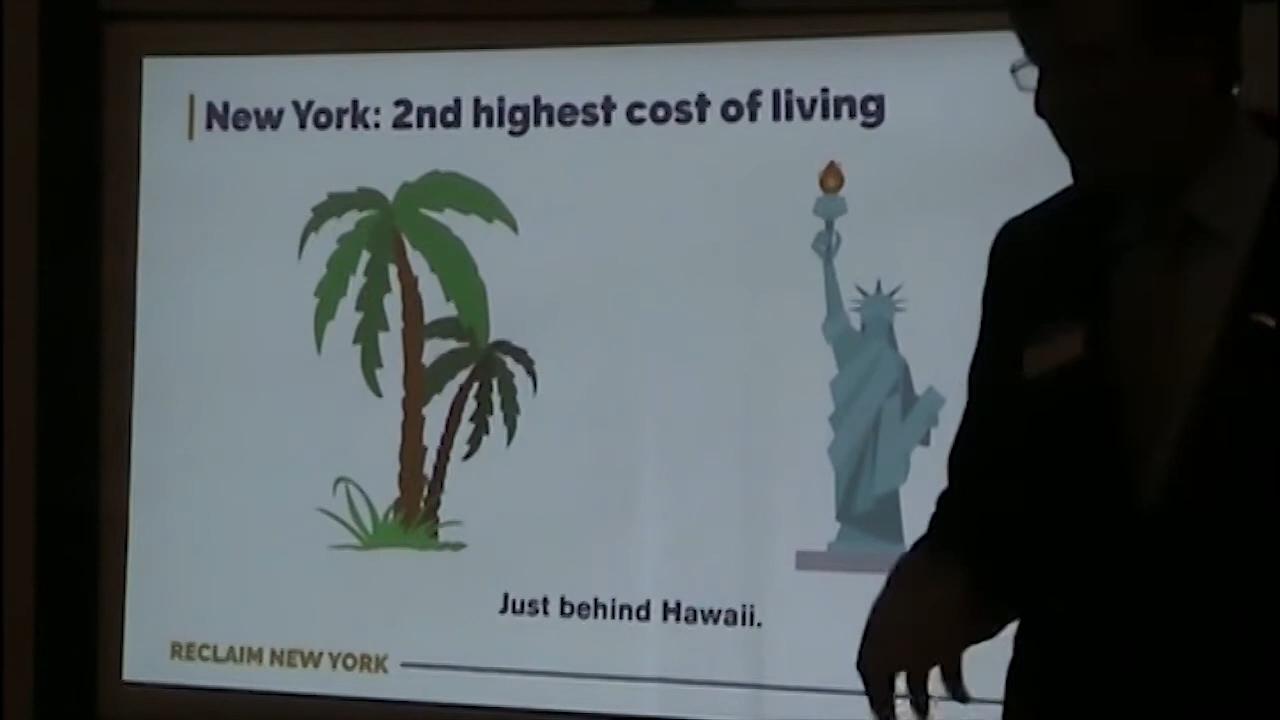 New York: 2nd highest cost of living
Just behind Hawaii.
RECLAIM NEW YORK